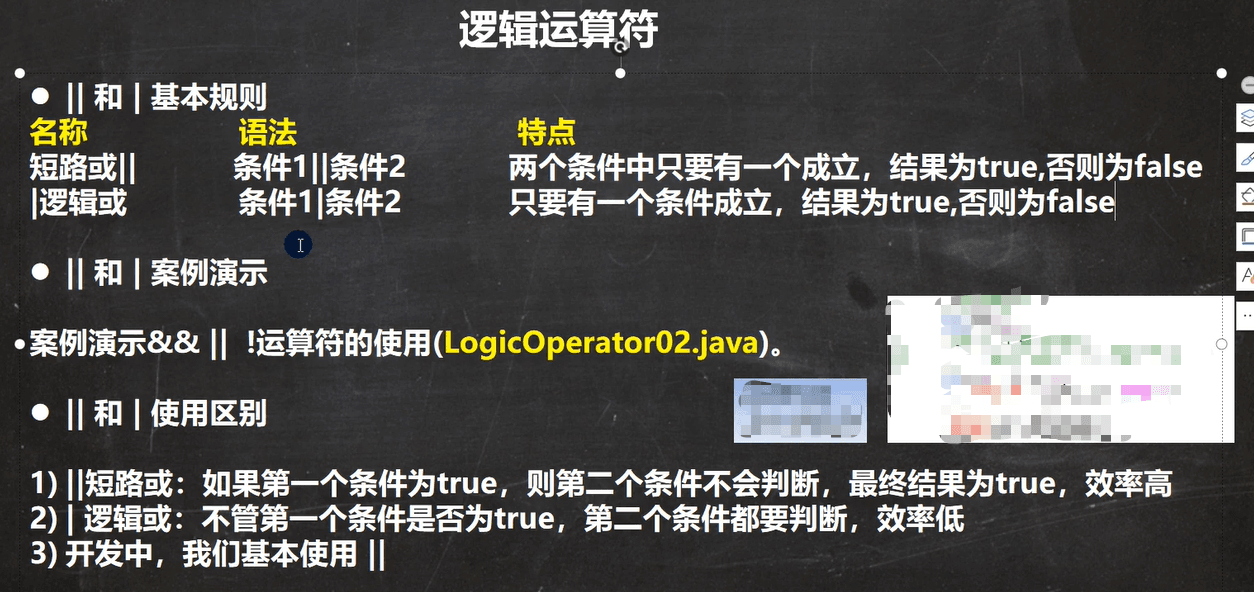 逻辑运算符
● || 和 | 基本规则
名称 语法 特点
短路或|| 条件1||条件2 两个条件中只要有一个成立，结果为true,否则为false
|逻辑或 条件1|条件2 只要有一个条件成立，结果为true,否则为false
● || 和 | 案例演示
•案例演示&& || !运算符的使用(LogicOperator02.java)。
● || 和 | 使用区别
1) ||短路或：如果第一个条件为true，则第二个条件不会判断，最终结果为true，效率高
2) | 逻辑或：不管第一个条件是否为true，第二个条件都要判断，效率低
3) 开发中，我们基本使用 ||